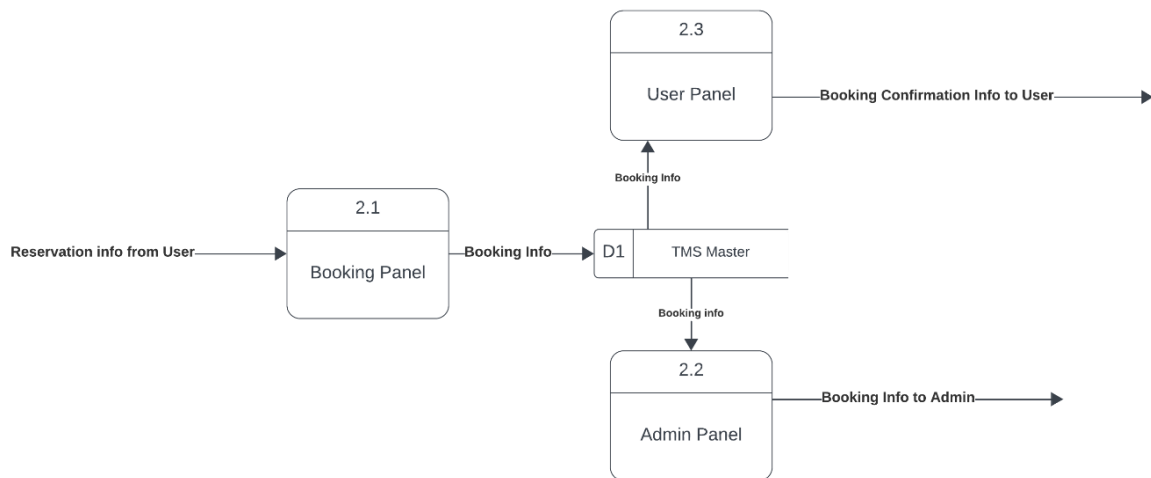 2.3
User Panel
Booking Confirmation Info to User
Booking Info
2.1
Reservation info from User
Booking Panel
Booking Info
D1
TMS Master
Booking info
2.2
Booking Info to Admin
Admin Panel